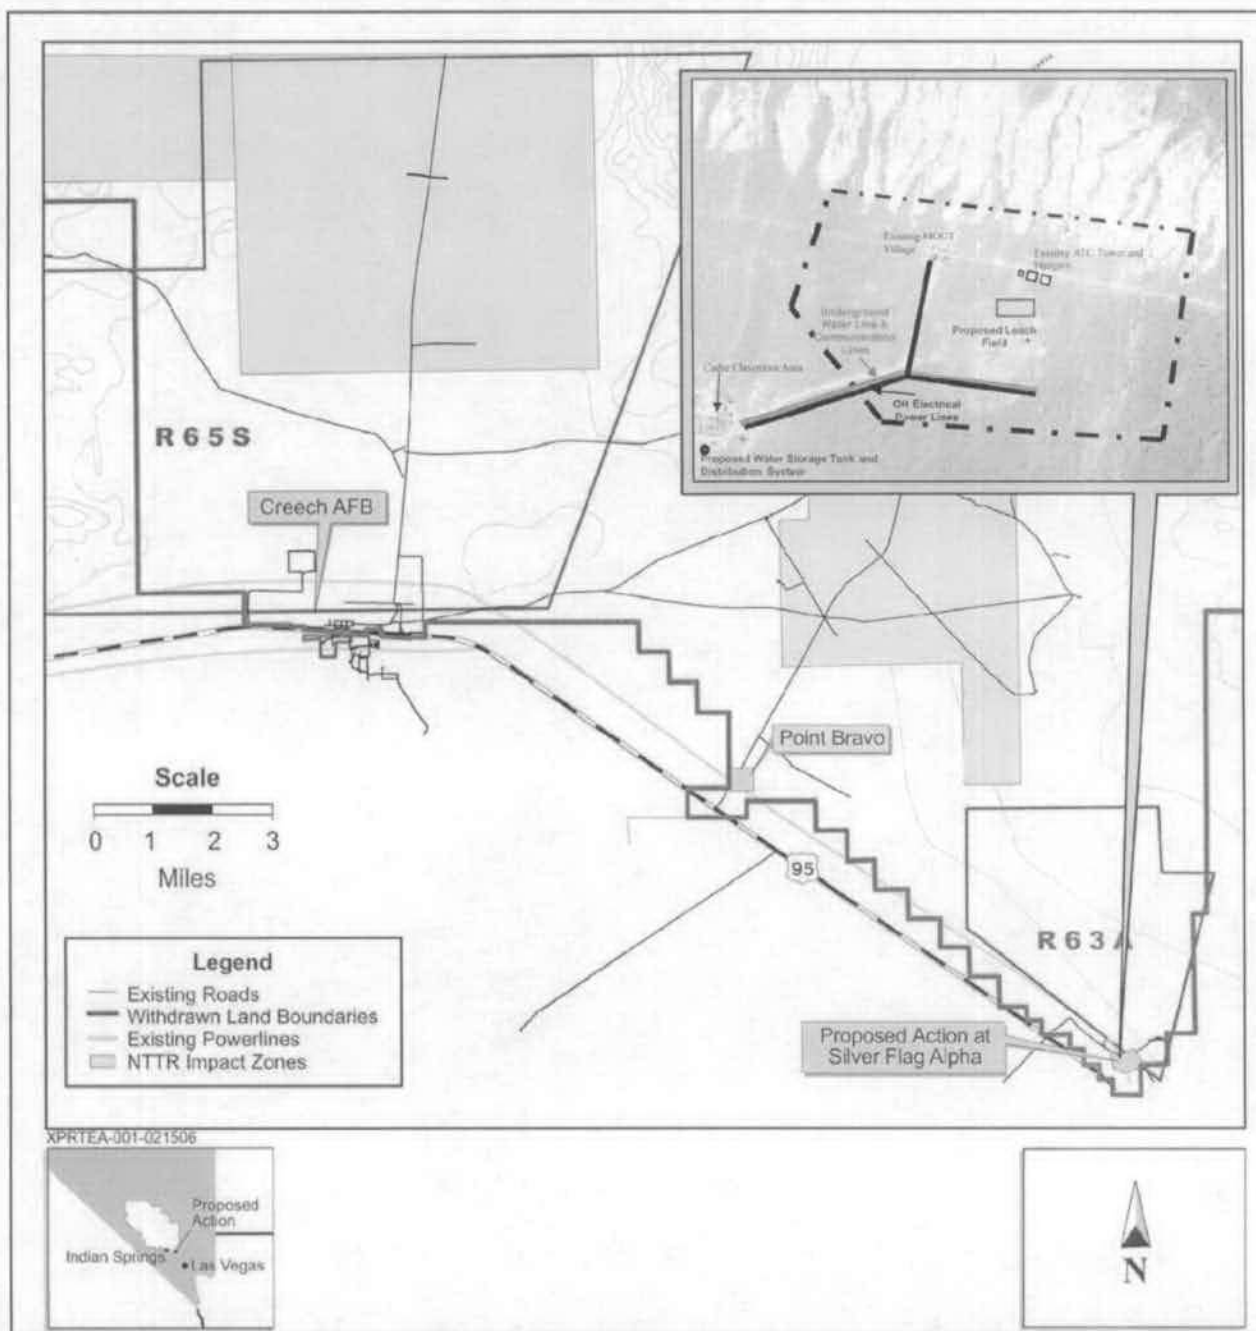 Existing MOUT
Village
Existing ATC Tower and
Hangars
Underground
Water Line &
Communications
Lines
Proposed Leach
Field
Cadre Classroom Area
OH Electrical
Power Lines
Proposed Water Storage Tank and
Distribution System
R65S
Creech AFB
Point Bravo
Scale
0 1 2 3
Miles
95
R63A
Legend
Existing Roads
Withdrawn Land Boundaries
Existing Powerlines
NTTR Impact Zones
Proposed Action at
Silver Flag Alpha
XPRTEA-001-021506
Proposed
Action
Indian Springs
Las Vegas
N